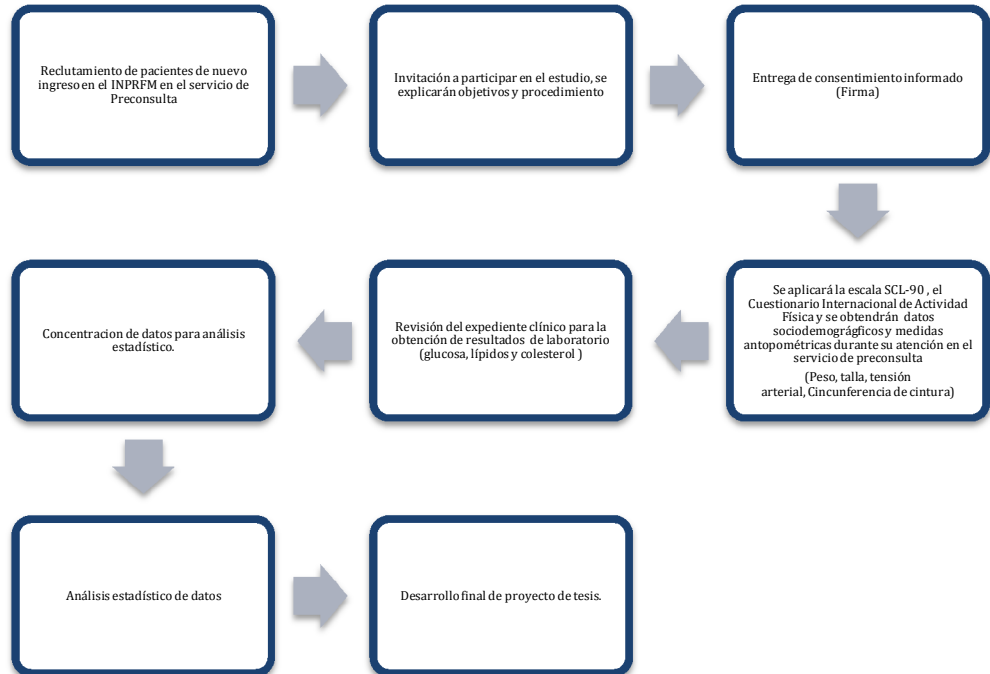 Reclutamiento de pacientes de nuevo
ingreso en el INPRFM en el servicio de
Preconsulta
Invitación a participar en el estudio, se
explicarán objetivos y procedimiento
Entrega de consentimiento informado
(Firma)
Se aplicará la escala SCL-90 , el
Cuestionario Internacional de Actividad
Física y se obtendrán datos
sociodemográgficos y medidas
antopométricas durante su atención en el
servicio de preconsulta
(Peso, talla, tensión
arterial, Cincunferencia de cintura)
Revisión del expediente clínico para la
obtención de resultados de laboratorio
(glucosa, lípidos y colesterol )
Concentracion de datos para análisis
estadístico.
Análisis estadístico de datos
Desarrollo final de proyecto de tesis.